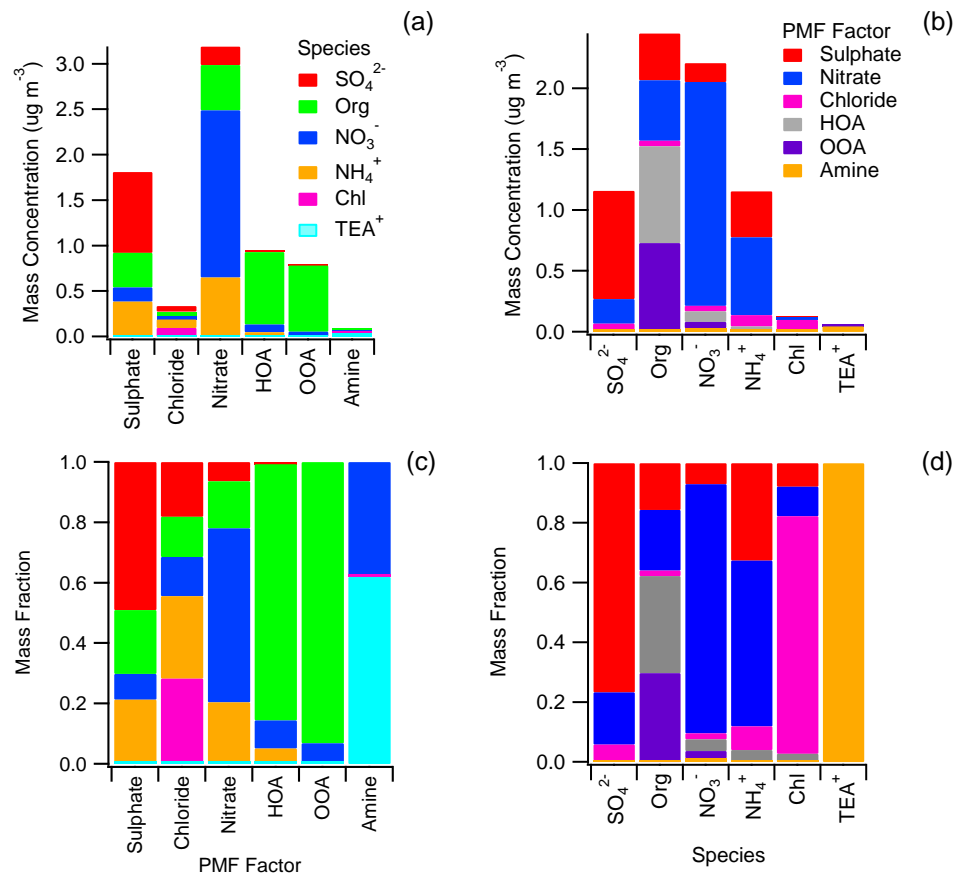 (a)
Mass Concentration (ug m⁻³)
3.0
2.5
2.0
1.5
1.0
0.5
0.0
Species
SO₄²⁻
Org
NO₃⁻
NH₄⁺
Chl
TEA⁺
Sulphate
Chloride
Nitrate
HOA
OOA
Amine
(b)
Mass Concentration (ug m⁻³)
2.0
1.5
1.0
0.5
0.0
PMF Factor
Sulphate
Nitrate
Chloride
HOA
OOA
Amine
SO₄²⁻
Org
NO₃⁻
NH₄⁺
Chl
TEA⁺
(c)
Mass Fraction
1.0
0.8
0.6
0.4
0.2
0.0
Sulphate
Chloride
Nitrate
HOA
OOA
Amine
PMF Factor
(d)
Mass Fraction
1.0
0.8
0.6
0.4
0.2
0.0
SO₄²⁻
Org
NO₃⁻
NH₄⁺
Chl
TEA⁺
Species